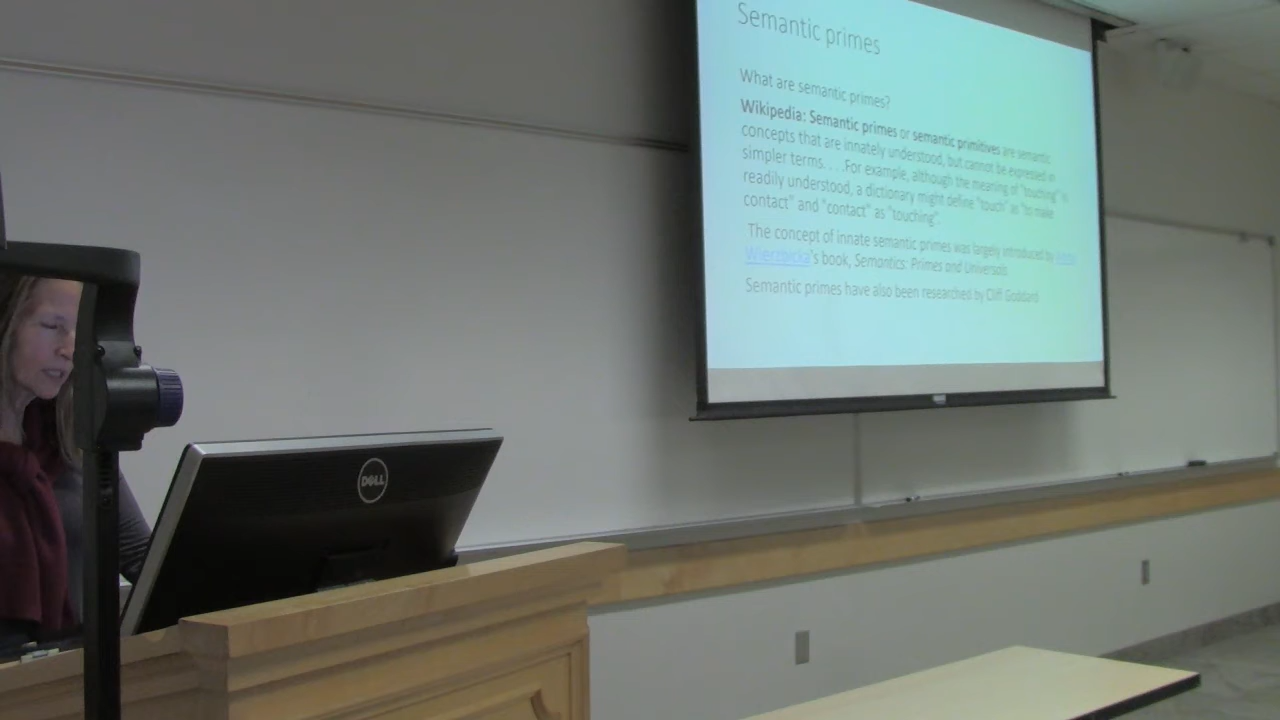 Semantic primes
What are semantic primes?
Wikipedia: Semantic primes or semantic primitives are semantic
concepts that are innately understood, but cannot be expressed in
simpler terms. . . .For example, although the meaning of "touching" is
readily understood, a dictionary might define "touch" as "to make
contact" and "contact" as "touching".
The concept of innate semantic primes was largely introduced by Anna
Wierzbicka's book, Semantics: Primes and Universals
Semantic primes have also been researched by Cliff Goddard
DELL